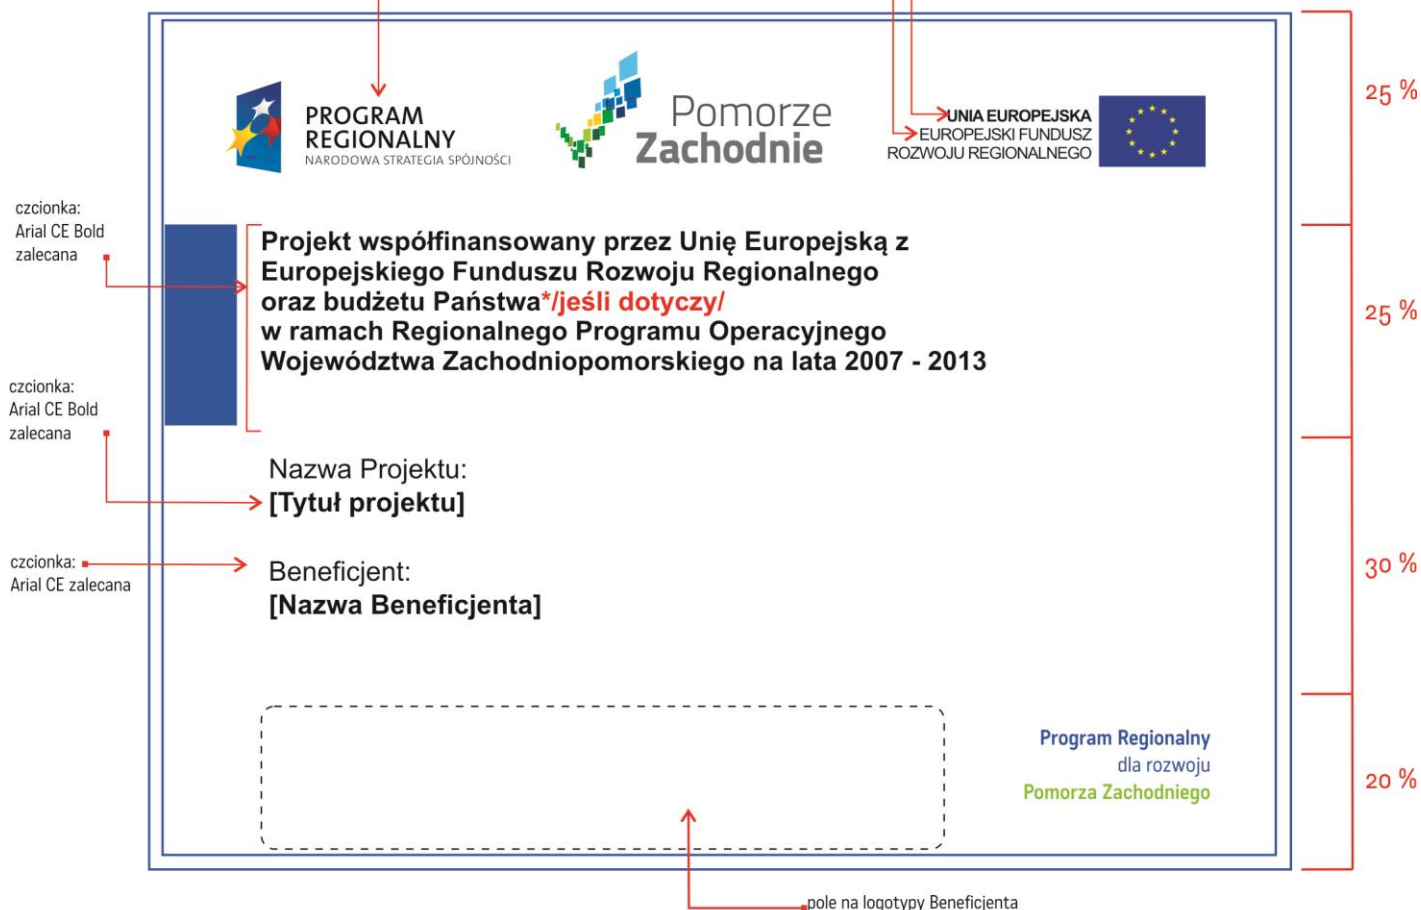 PROGRAM
REGIONALNY
NARODOWA STRATEGIA SPÓJNOŚCI
Pomorze
Zachodnie
UNIA EUROPEJSKA
EUROPEJSKI FUNDUSZ
ROZWOJU REGIONALNEGO
25 %
czcionka:
Arial CE Bold
zalecana
Projekt współfinansowany przez Unię Europejską z
Europejskiego Funduszu Rozwoju Regionalnego
oraz budżetu Państwa*/jeśli dotyczy/
w ramach Regionalnego Programu Operacyjnego
Województwa Zachodniopomorskiego na lata 2007 - 2013
25 %
czcionka:
Arial CE Bold
zalecana
Nazwa Projektu:
[Tytuł projektu]
czcionka:
Arial CE zalecana
Beneficjent:
[Nazwa Beneficjenta]
30 %
Program Regionalny
dla rozwoju
Pomorza Zachodniego
20 %
pole na logotypy Beneficjenta